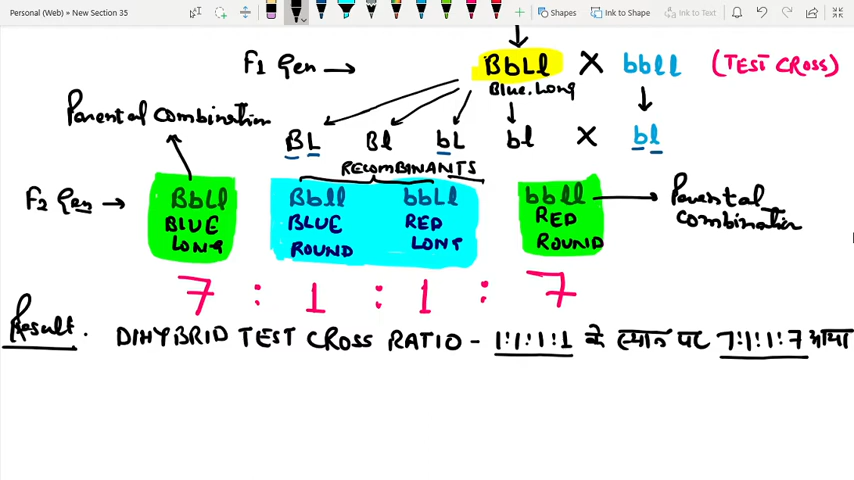 Personal (Web) » New Section 35
Shapes
Ink to Shape
Ink to Text
F1 Gen → BbLl X bbll (TEST CROSS)
Blue, Long
Parental Combination
BL Bl bL bl X bl
RECOMBINANTS
F2 Gen → BbLl Bbll bbLl bbll → Parental combination
BLUE LONG BLUE ROUND RED LONG RED ROUND
7 : 1 : 1 : 7
Result. DIHYBRID TEST CROSS RATIO - 1:1:1:1 के स्थान पर 7:1:1:7 आया